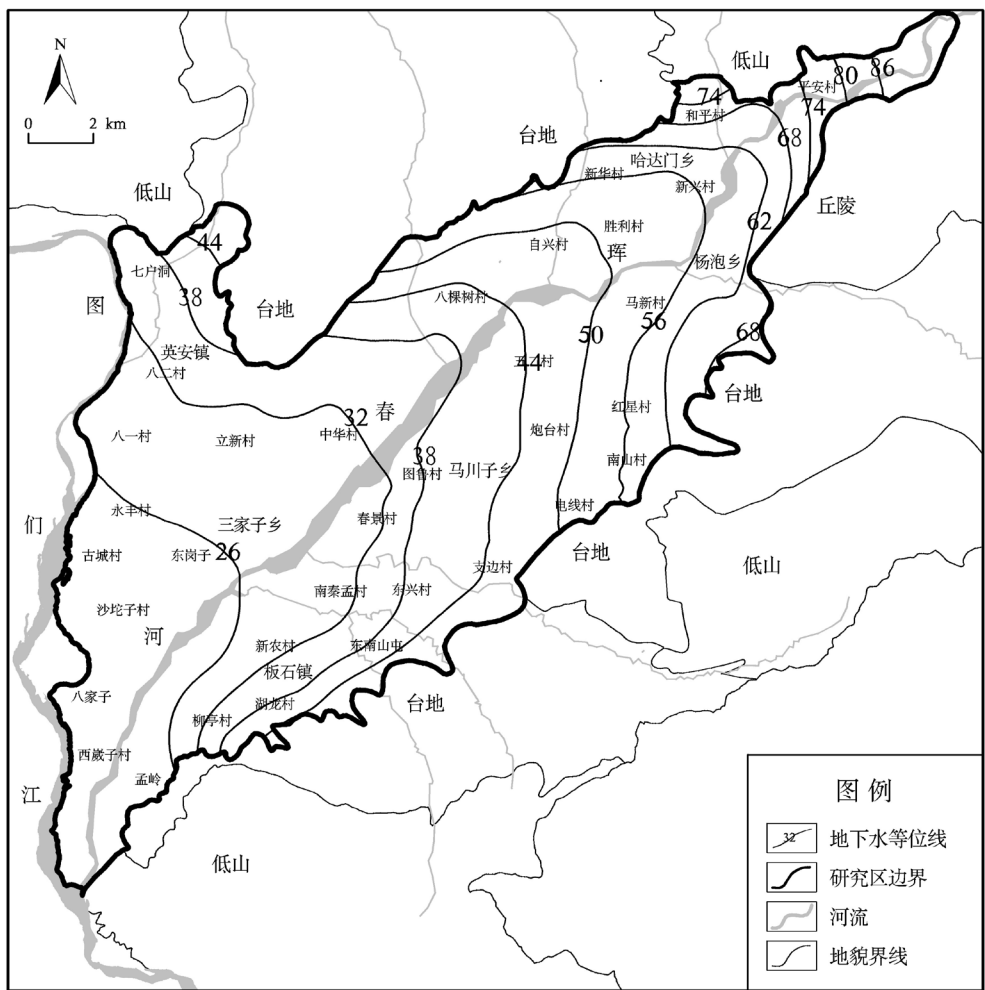 N
0 2 km
低山
80
86
平安村
74
74
和平村
68
台地
哈达门乡
新华村
新兴村
低山
丘陵
62
胜利村
44
自兴村
珲
杨泡乡
七户洞
38
八棵树村
马新村
图
台地
56
50
68
英安镇
44
八二村
台地
春
32
红星村
八一村
立新村
中华村
炮台村
38
图鲁村
马川子乡
南山村
永丰村
春景村
电线村
们
三家子乡
古城村
东岗子
26
台地
低山
支边村
南秦孟村
东兴村
沙坨子村
河
新农村
东南山屯
板石镇
八家子
湖龙村
台地
柳亭村
西崴子村
孟岭
江
低山
图例
32
地下水等位线
研究区边界
河流
地貌界线